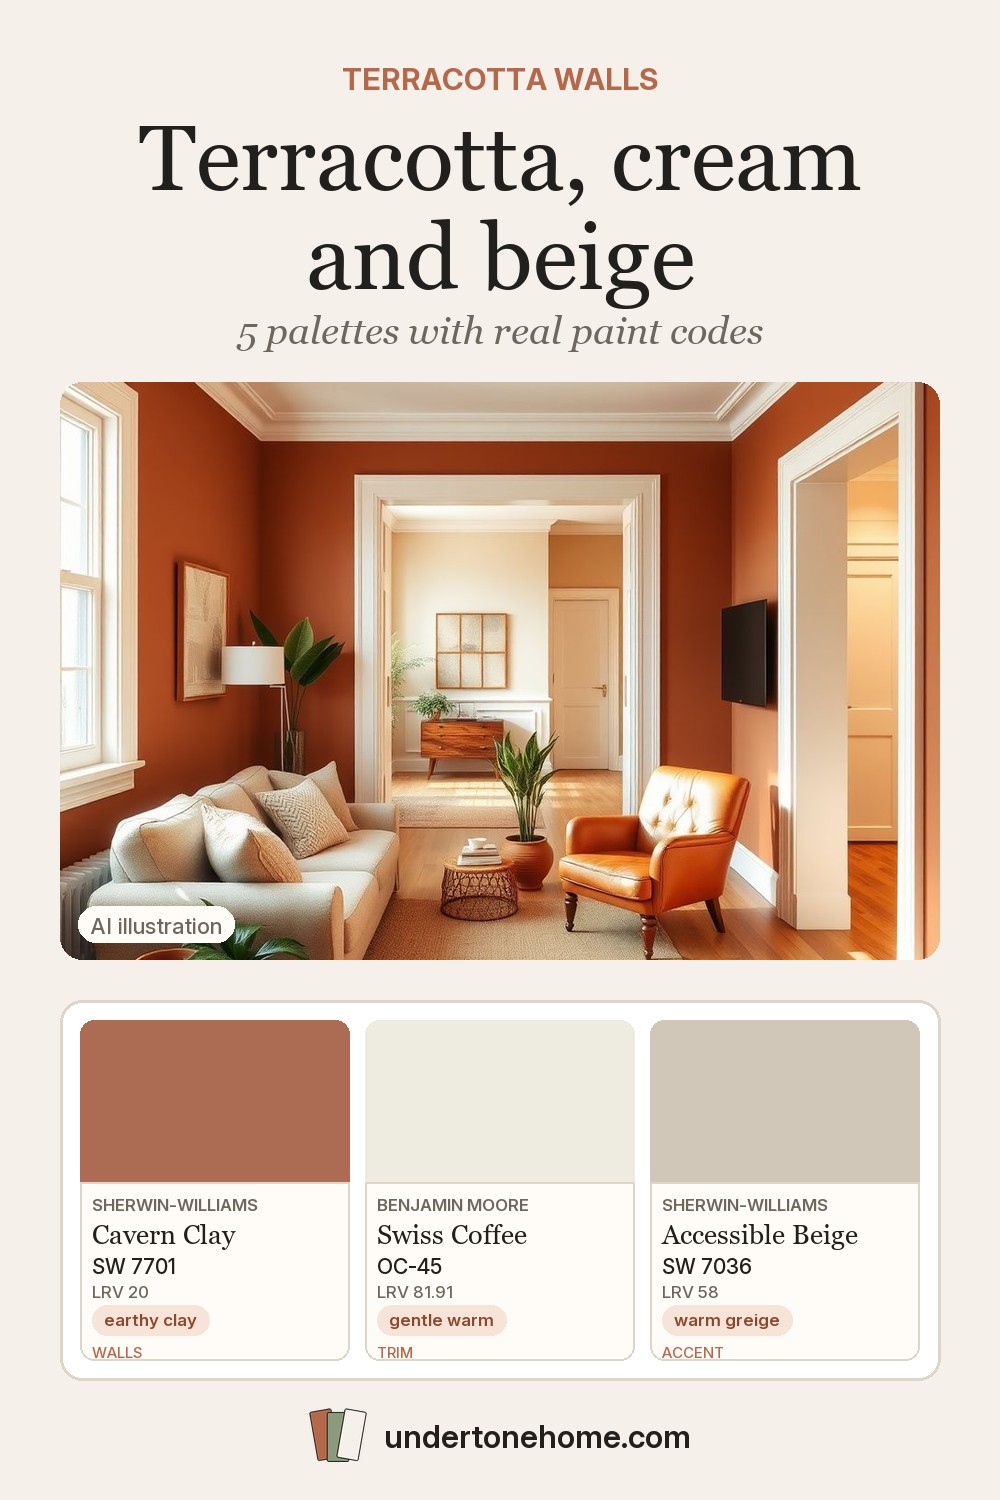 TERRACOTTA WALLS
Terracotta, cream
and beige
5 palettes with real paint codes
AI illustration
SHERWIN-WILLIAMS
Cavern Clay
SW 7701
LRV 20
earthy clay
WALLS
BENJAMIN MOORE
Swiss Coffee
OC-45
LRV 81.91
gentle warm
TRIM
SHERWIN-WILLIAMS
Accessible Beige
SW 7036
LRV 58
warm greige
ACCENT
undertonehome.com